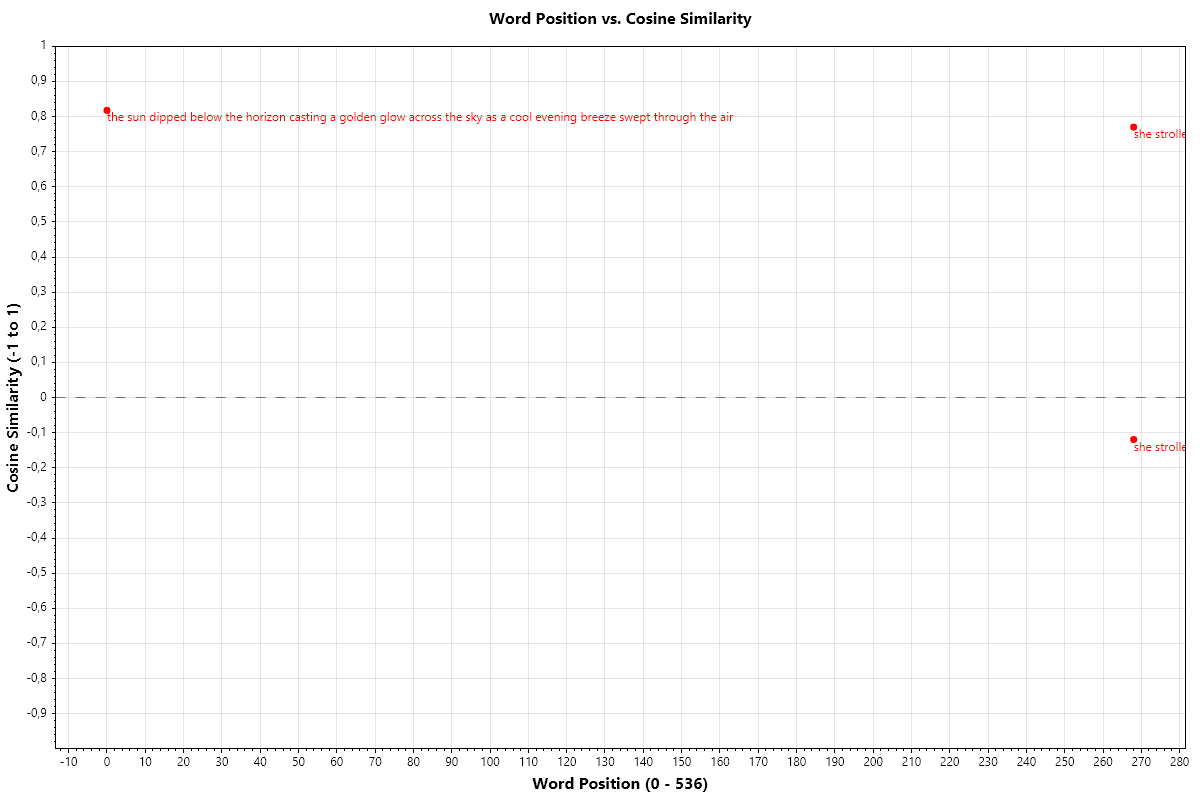 Word Position vs. Cosine Similarity
1
0,9
0,8
the sun dipped below the horizon casting a golden glow across the sky as a cool evening breeze swept through the air
she strolle
0,7
0,6
0,5
0,4
0,3
0,2
0,1
0
-0,1
she strolle
-0,2
-0,3
-0,4
-0,5
-0,6
-0,7
-0,8
-0,9
Cosine Similarity (-1 to 1)
-10 0 10 20 30 40 50 60 70 80 90 100 110 120 130 140 150 160 170 180 190 200 210 220 230 240 250 260 270 280
Word Position (0 - 536)